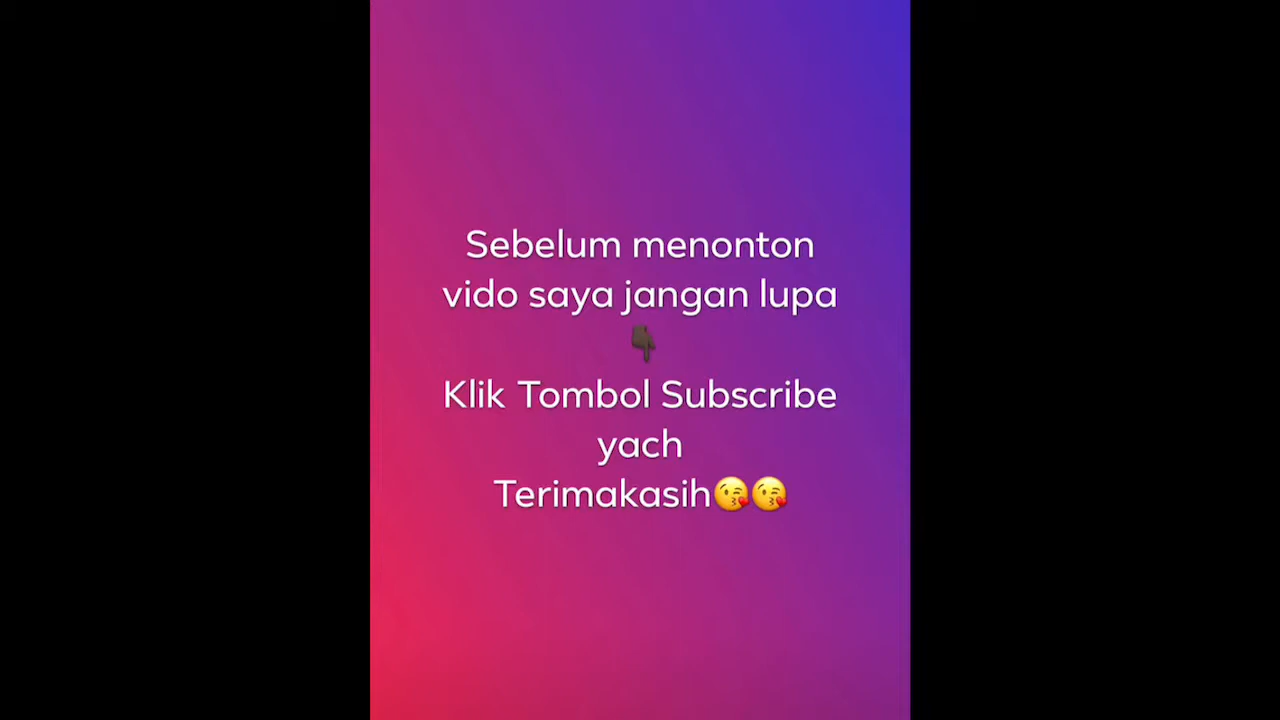 Sebelum menonton
vido saya jangan lupa
👇🏿
Klik Tombol Subscribe
yach
Terimakasih😘😘